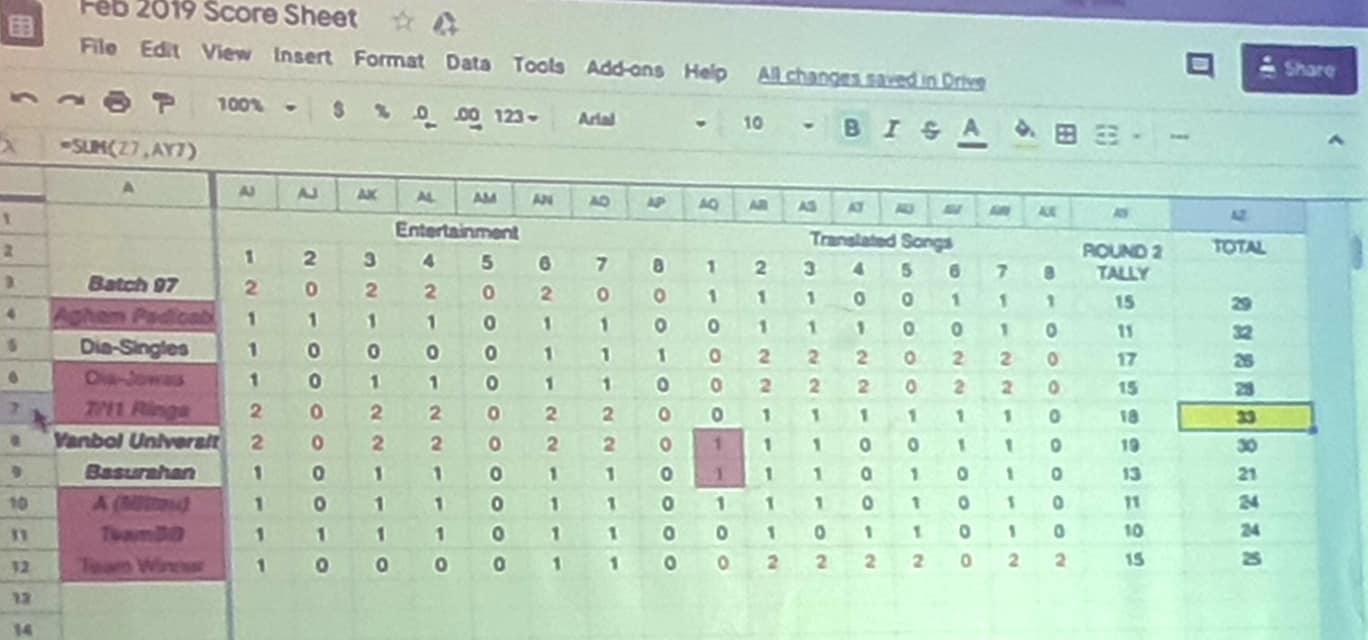 Feb 2019 Score Sheet
File Edit View Insert Format Data Tools Add-ons Help All changes saved in Drive
Share
100% $ % .0 .00 123 Arial 10 B I S A
=SUM(Z7,AY7)
A AI AJ AK AL AM AN AO AP AQ AR AS AT AU AV AW AX AY AZ
1 Entertainment Translated Songs
2 1 2 3 4 5 6 7 8 1 2 3 4 5 6 7 8 ROUND 2 TALLY TOTAL
3 Batch 97 2 0 2 2 0 2 0 0 1 1 1 0 0 1 1 1 15 29
4 Agham 1 1 1 1 0 1 1 0 0 1 1 1 0 0 1 0 11 32
5 Dia-Singles 1 0 0 0 0 1 1 1 0 2 2 2 0 2 2 0 17 26
6 Dia-Jowas 1 0 1 1 0 1 1 0 0 2 2 2 0 2 2 0 15 28
7 7/11 Rings 2 0 2 2 0 2 2 0 0 1 1 1 1 1 1 0 18 33
8 Yanbol Universit 2 0 2 2 0 2 2 0 1 1 1 0 0 1 1 0 19 30
9 Basurahan 1 0 1 1 0 1 1 0 1 1 1 0 1 0 1 0 13 21
10 A 1 0 1 1 0 1 1 0 1 1 1 0 1 0 1 0 11 24
11 1 1 1 1 0 1 1 0 0 1 0 1 1 0 1 0 10 24
12 Team Winner 1 0 0 0 0 1 1 0 0 2 2 2 2 0 2 2 15 25
13
14